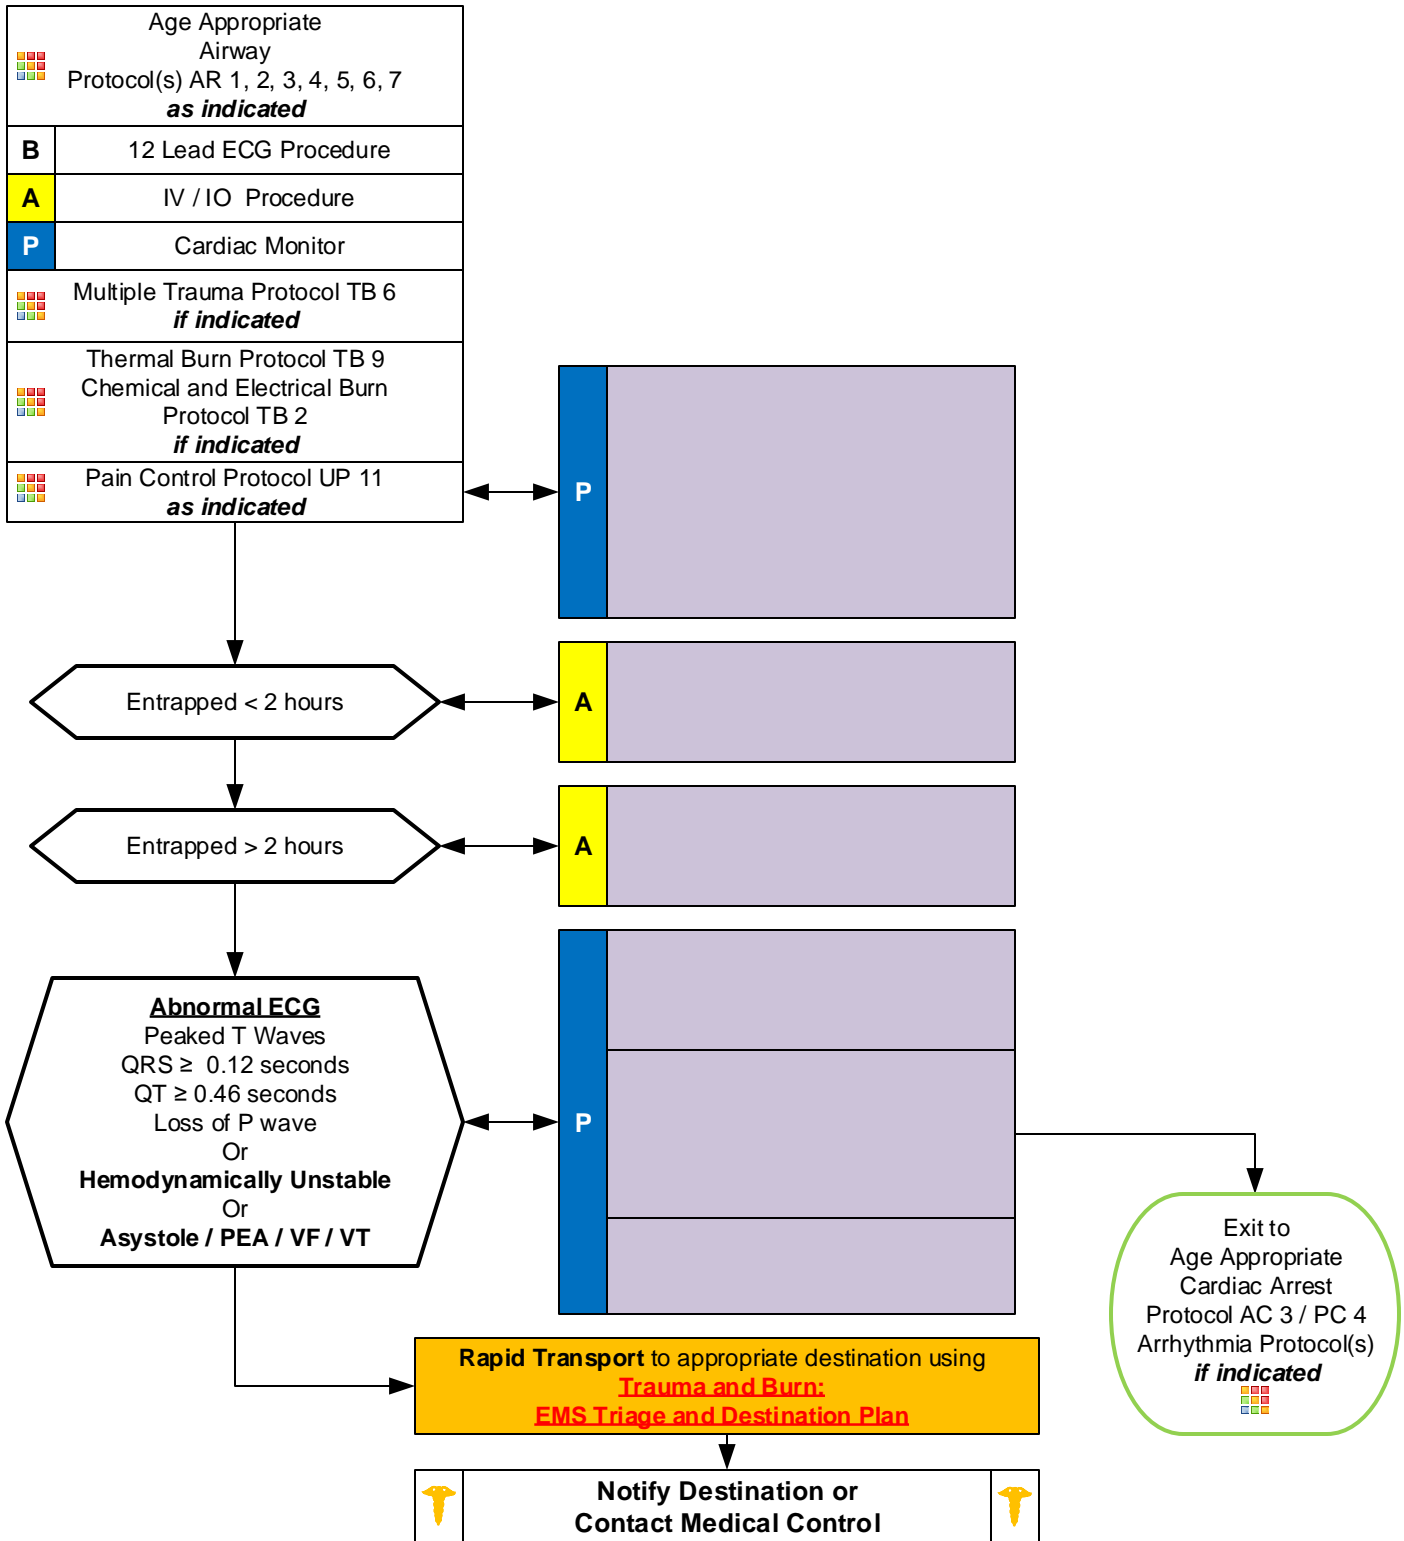 Age Appropriate
Airway
Protocol(s) AR 1, 2, 3, 4, 5, 6, 7
as indicated
B
12 Lead ECG Procedure
A
IV / IO Procedure
P
Cardiac Monitor
Multiple Trauma Protocol TB 6
if indicated
Thermal Burn Protocol TB 9
Chemical and Electrical Burn
Protocol TB 2
if indicated
Pain Control Protocol UP 11
as indicated
P
Entrapped < 2 hours
A
Entrapped > 2 hours
A
Abnormal ECG
Peaked T Waves
QRS ≥ 0.12 seconds
QT ≥ 0.46 seconds
Loss of P wave
Or
Hemodynamically Unstable
Or
Asystole / PEA / VF / VT
P
Exit to
Age Appropriate
Cardiac Arrest
Protocol AC 3 / PC 4
Arrhythmia Protocol(s)
if indicated
Rapid Transport to appropriate destination using
Trauma and Burn:
EMS Triage and Destination Plan
Notify Destination or
Contact Medical Control